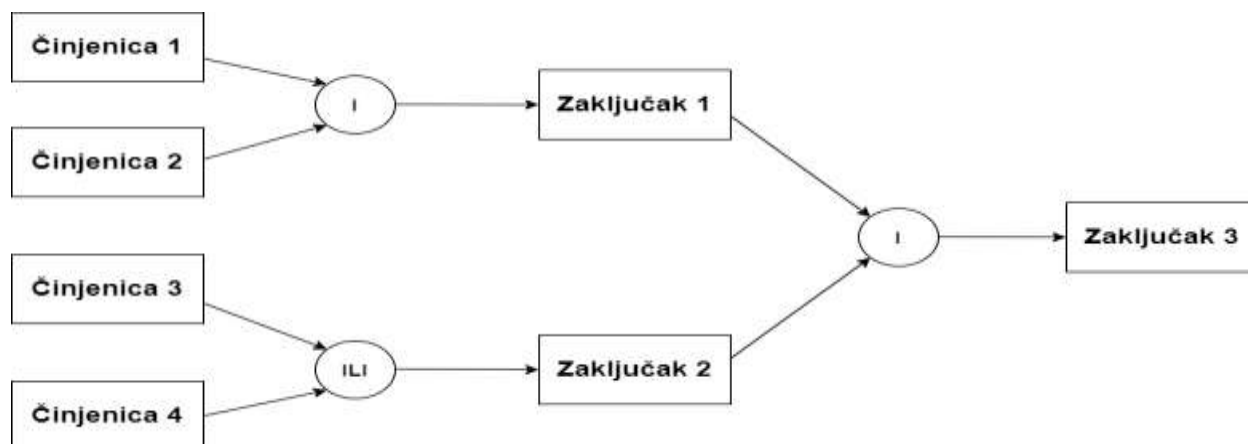 Činjenica 1
I
Zaključak 1
Činjenica 2
I
Zaključak 3
Činjenica 3
ILI
Zaključak 2
Činjenica 4